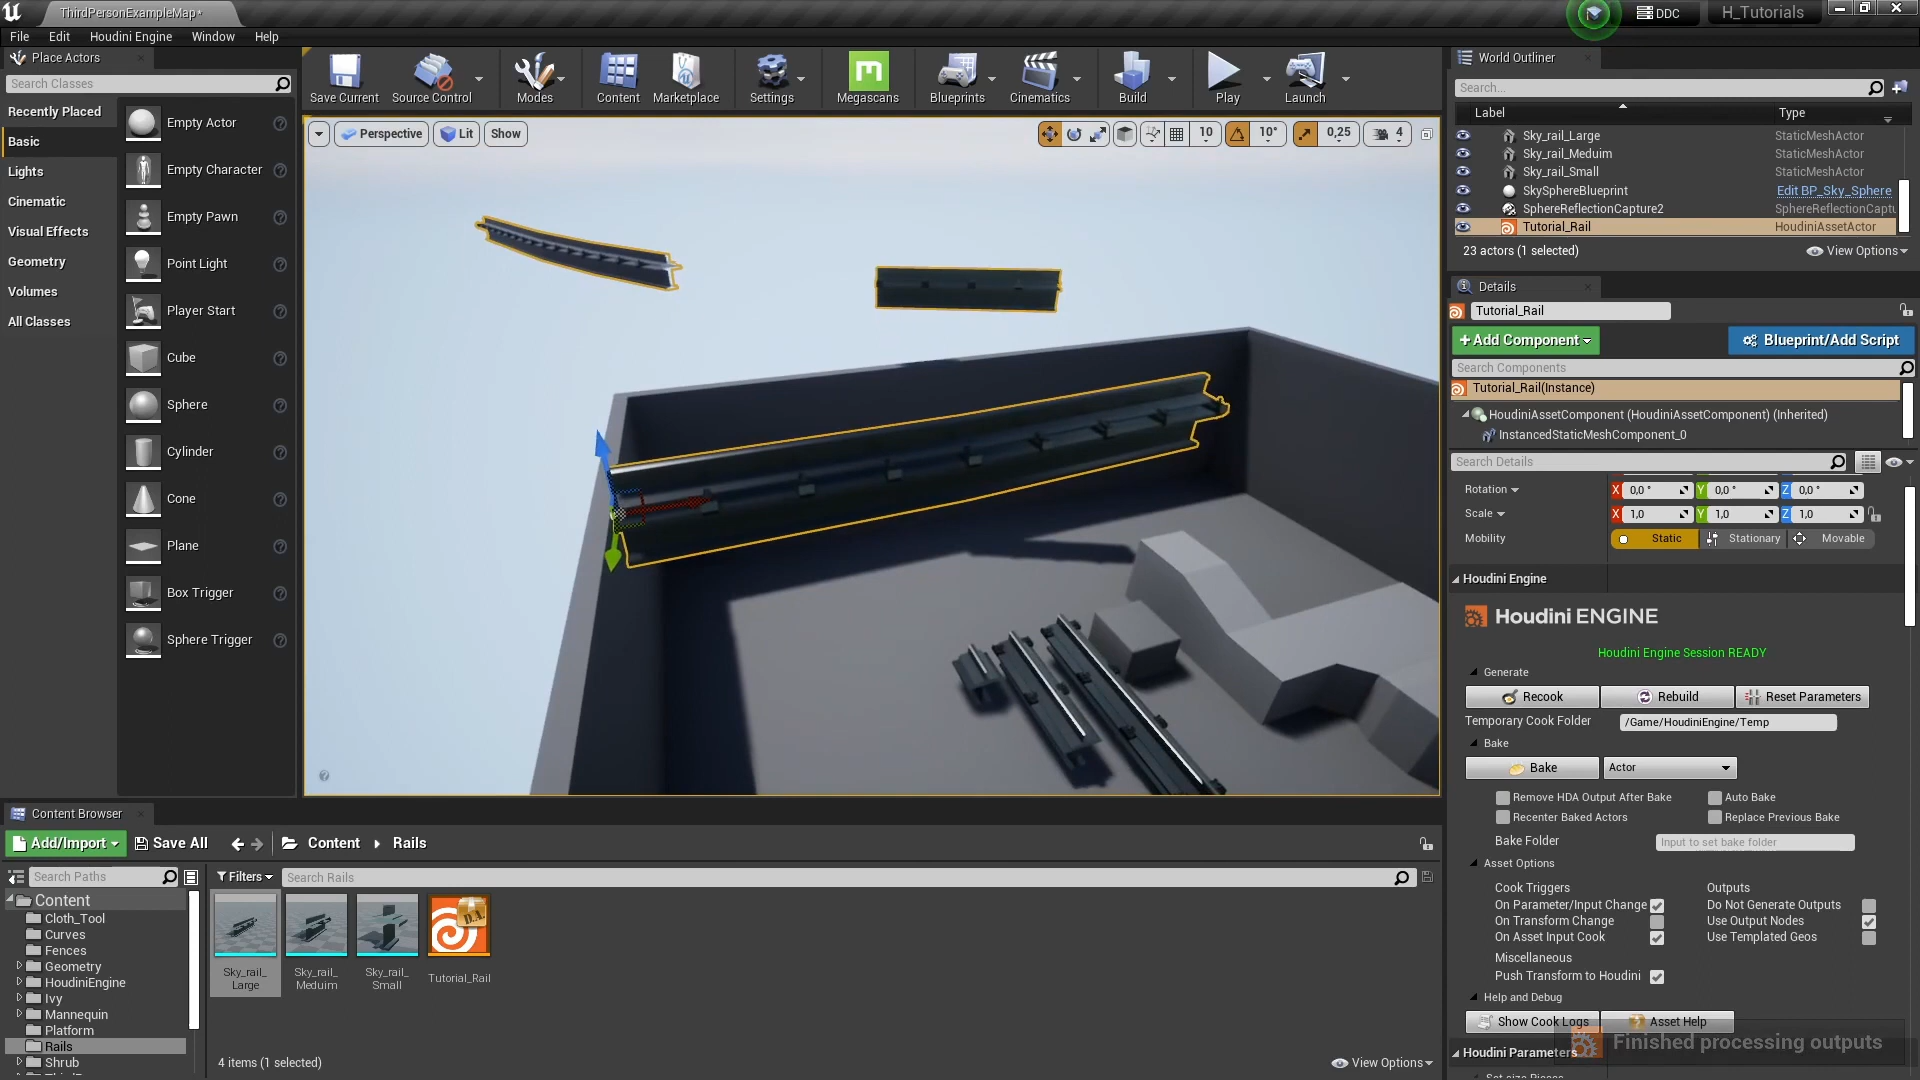 ThirdPersonExampleMap*
DDC
H_Tutorials
File Edit Houdini Engine Window Help
Place Actors
Search Classes
Recently Placed
Basic
Lights
Cinematic
Visual Effects
Geometry
Volumes
All Classes
Empty Actor
Empty Character
Empty Pawn
Point Light
Player Start
Cube
Sphere
Cylinder
Cone
Plane
Box Trigger
Sphere Trigger
Save Current
Source Control
Modes
Content
Marketplace
Settings
Megascans
Blueprints
Cinematics
Build
Play
Launch
Perspective Lit Show
10 10° 0,25 4
World Outliner
Search...
Label Type
Sky_rail_Large StaticMeshActor
Sky_rail_Meduim StaticMeshActor
Sky_rail_Small StaticMeshActor
SkySphereBlueprint Edit BP_Sky_Sphere
SphereReflectionCapture2 SphereReflectionCaptu
Tutorial_Rail HoudiniAssetActor
23 actors (1 selected) View Options
Details
Tutorial_Rail
+Add Component Blueprint/Add Script
Search Components
Tutorial_Rail(Instance)
HoudiniAssetComponent (HoudiniAssetComponent) (Inherited)
InstancedStaticMeshComponent_0
Search Details
Rotation X 0,0 ° Y 0,0 ° Z 0,0 °
Scale X 1,0 Y 1,0 Z 1,0
Mobility Static Stationary Movable
Houdini Engine
Houdini ENGINE
Houdini Engine Session READY
Generate
Recook Rebuild Reset Parameters
Temporary Cook Folder /Game/HoudiniEngine/Temp
Bake
Bake Actor
Remove HDA Output After Bake Auto Bake
Recenter Baked Actors Replace Previous Bake
Bake Folder Input to set bake folder
Asset Options
Cook Triggers Outputs
On Parameter/Input Change Do Not Generate Outputs
On Transform Change Use Output Nodes
On Asset Input Cook Use Templated Geos
Miscellaneous
Push Transform to Houdini
Help and Debug
Show Cook Logs Asset Help
Houdini Parameters
Finished processing outputs
Content Browser
Add/Import Save All Content Rails
Search Paths
Filters Search Rails
Content
Cloth_Tool
Curves
Fences
Geometry
HoudiniEngine
Ivy
Mannequin
Platform
Rails
Shrub
Sky_rail_
Large
Sky_rail_
Meduim
Sky_rail_
Small
Tutorial_Rail
D.A.
4 items (1 selected) View Options